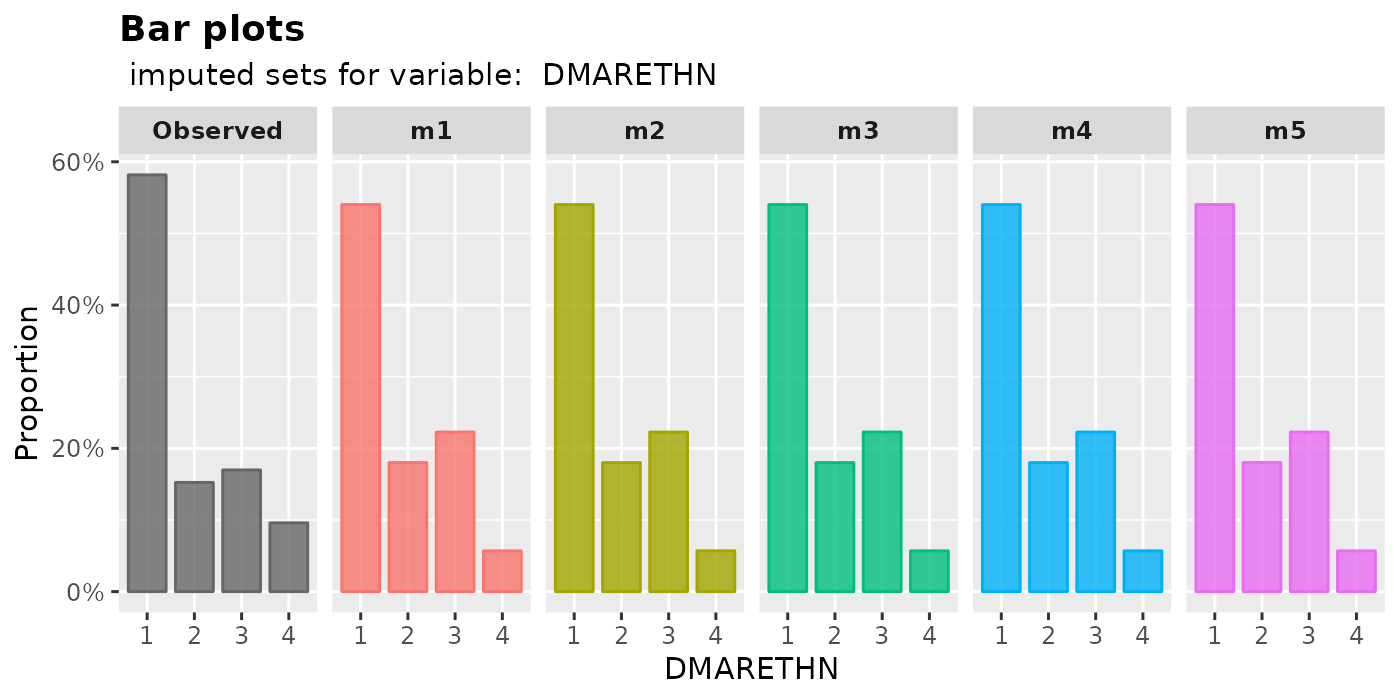 Bar plots
imputed sets for variable:  DMARETHN
Observed m1 m2 m3 m4 m5
60%
40%
20%
0%
Proportion
1 2 3 4 1 2 3 4 1 2 3 4 1 2 3 4 1 2 3 4 1 2 3 4
DMARETHN